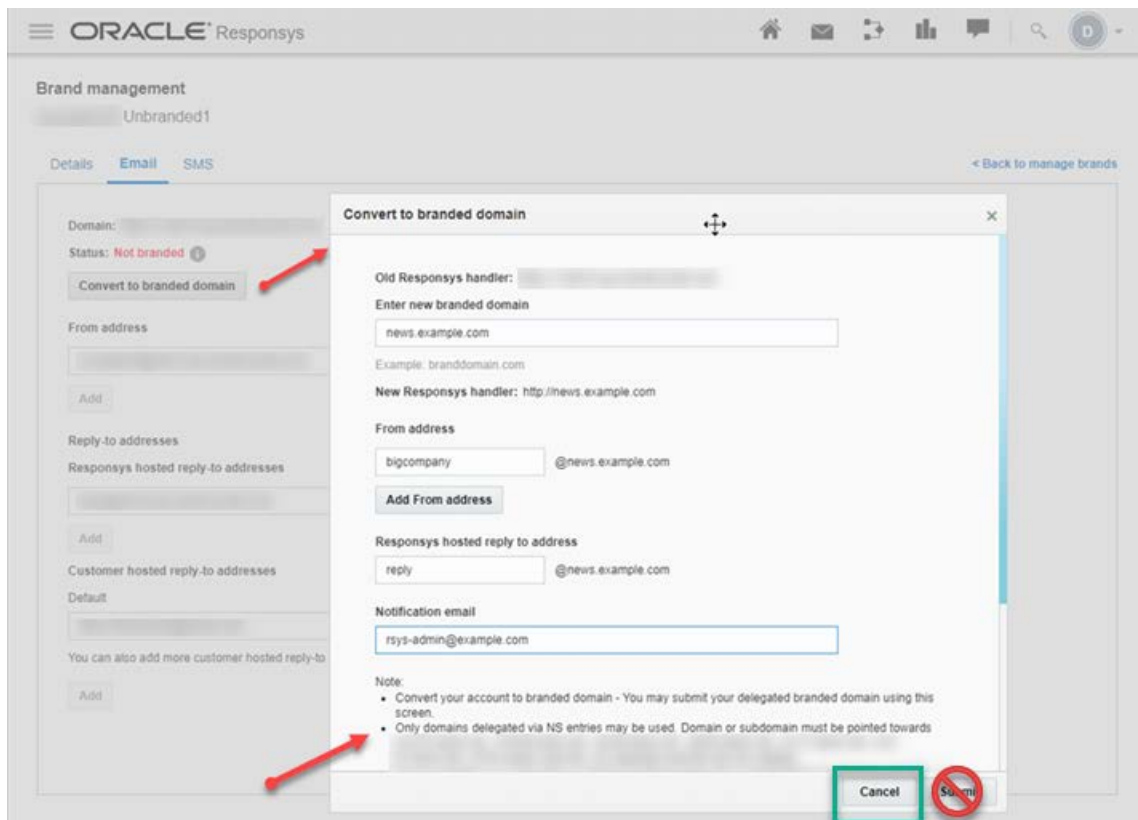 ORACLE Responsys
D
Brand management
Unbranded1
Details Email SMS
< Back to manage brands
Domain:
Status: Not branded
Convert to branded domain
From address
Add
Reply-to addresses
Responsys hosted reply-to addresses
Add
Customer hosted reply-to addresses
Default
You can also add more customer hosted reply-to
Add
Convert to branded domain
Old Responsys handler:
Enter new branded domain
news.example.com
Example: branddomain.com
New Responsys handler: http://news.example.com
From address
bigcompany @news.example.com
Add From address
Responsys hosted reply to address
reply @news.example.com
Notification email
rsys-admin@example.com
Note:
• Convert your account to branded domain - You may submit your delegated branded domain using this
screen.
• Only domains delegated via NS entries may be used. Domain or subdomain must be pointed towards
Cancel Submit